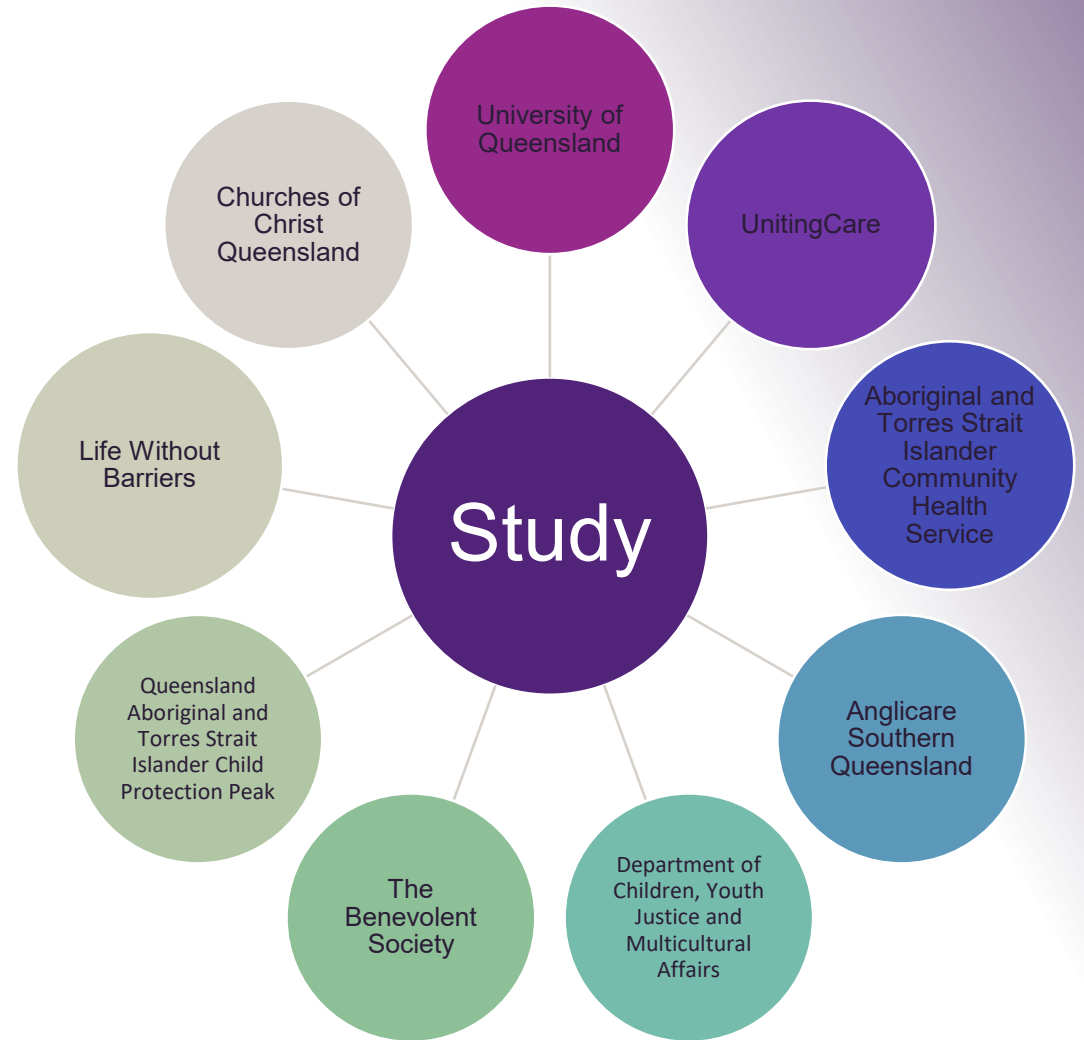 University of
Queensland
UnitingCare
Aboriginal and
Torres Strait
Islander
Community
Health
Service
Anglicare
Southern
Queensland
Department of
Children, Youth
Justice and
Multicultural
Affairs
The
Benevolent
Society
Queensland
Aboriginal and
Torres Strait
Islander Child
Protection Peak
Life Without
Barriers
Churches of
Christ
Queensland
Study